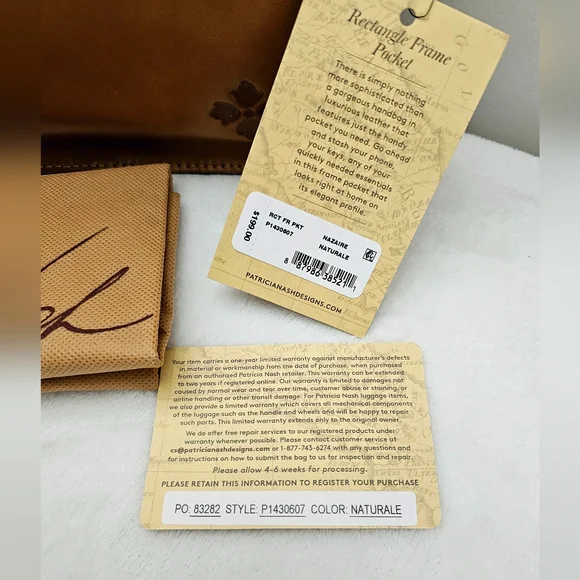 Rectangle Frame
Pocket
There is simply nothing
more sophisticated than
a gorgeous handbag in
luxurious leather that
features just the handy
pocket you need. Go ahead
and stash your phone,
your keys, any of your
quickly needed essentials
in this frame pocket that
looks right at home on
its elegant profile.
$199.00
RCT FR PKT
P1430607
NAZAIRE
NATURALE
8 87986 38521 1
PATRICIANASHDESIGNS.COM
Your item carries a one-year limited warranty against manufacturer's defects
in material or workmanship from the date of purchase, when purchased
from an authorized Patricia Nash retailer. This warranty can be extended
to two years if registered online. Our warranty is limited to damages not
caused by normal wear and tear over time, customer abuse or staining, or
airline handling or other transit damage. For Patricia Nash luggage items,
we also provide a limited warranty which covers all mechanical components
of the luggage such as the handle and wheels and will be happy to repair
such parts. This limited warranty extends only to the original owner.
We do offer free repair services to our registered products under
warranty whenever possible. Please contact customer service at
cs@patricianashdesigns.com or 1-877-743-6274 with any questions and
for instructions on how to submit the bag to us for inspection and repair.
Please allow 4-6 weeks for processing.
PLEASE RETAIN THIS INFORMATION TO REGISTER YOUR PURCHASE
PO: 83282 STYLE: P1430607 COLOR: NATURALE